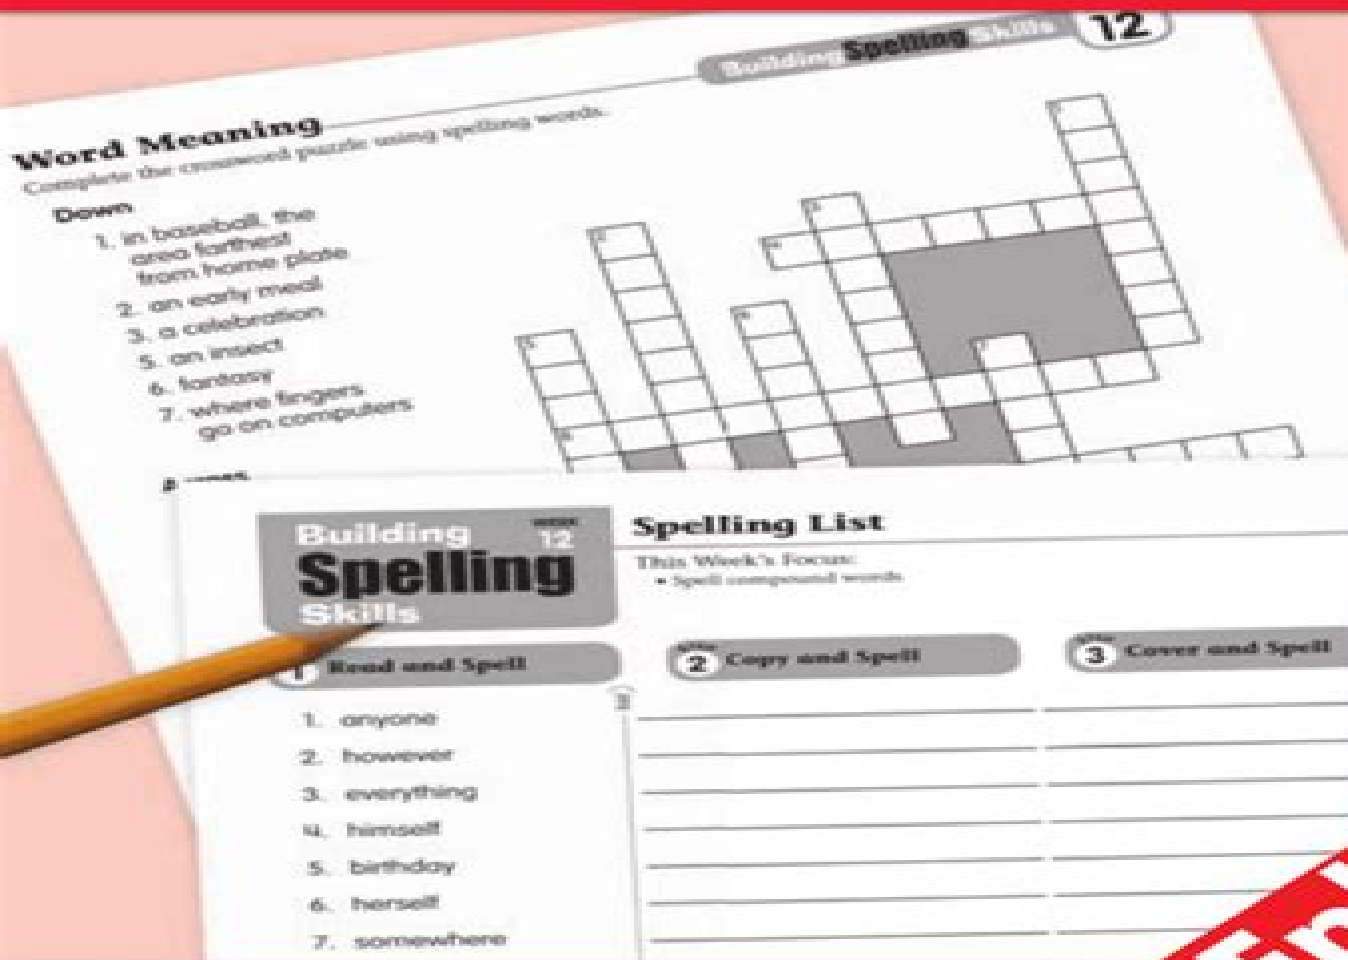 Building Spelling Skills 12
Word Meaning
Complete the crossword puzzle using spelling words.
Down
1. in baseball, the
area farthest
from home plate
2. an early meal
3. a celebration
5. an insect
6. fantasy
7. where fingers
go on computers
Building
WEEK
12
Spelling
Skills
Spelling List
This Week's Focus:
• Spell compound words
1 Read and Spell
STEP 2 Copy and Spell
STEP 3 Cover and Spell
1. anyone
2. however
3. everything
4. himself
5. birthday
6. herself
7. somewhere